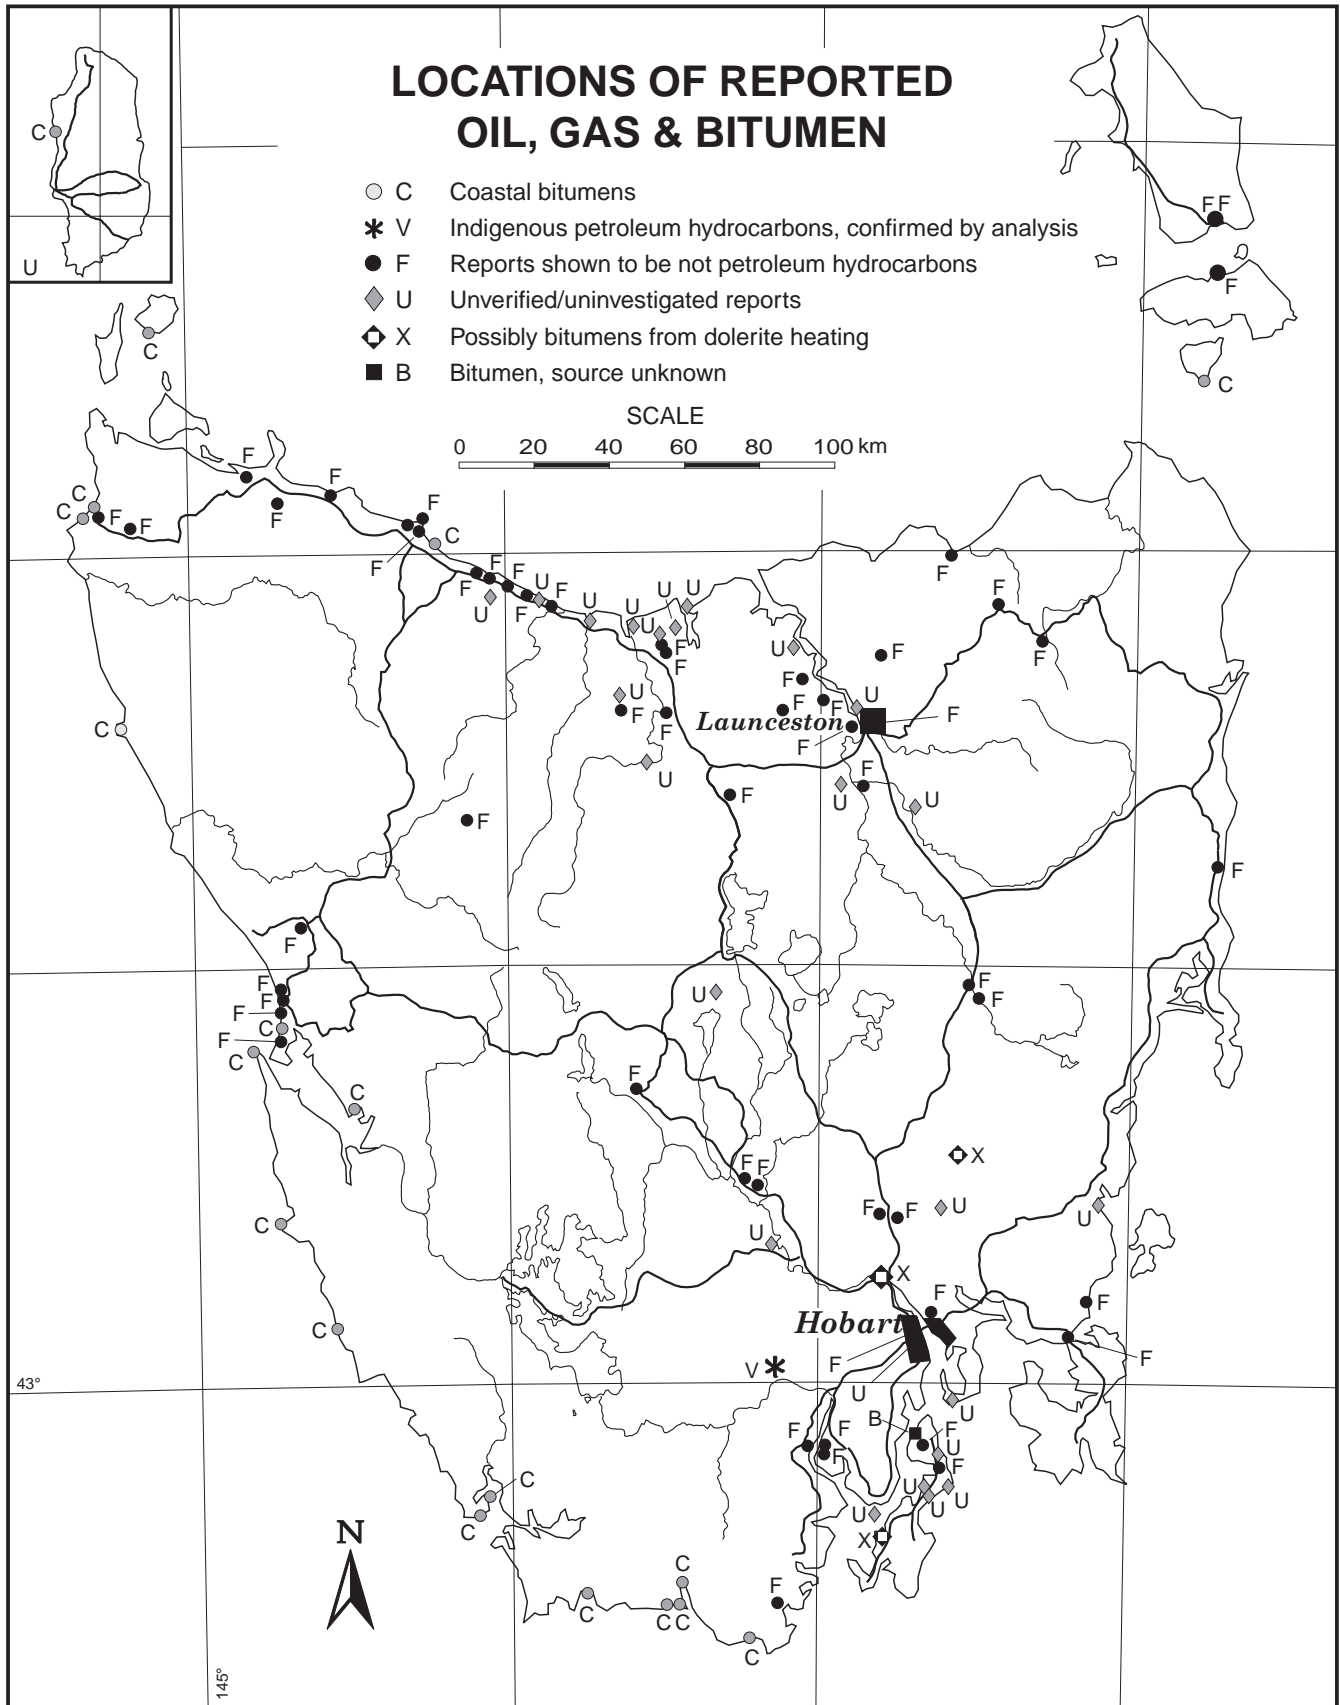 LOCATIONS OF REPORTED
OIL, GAS & BITUMEN
C Coastal bitumens
V Indigenous petroleum hydrocarbons, confirmed by analysis
F Reports shown to be not petroleum hydrocarbons
U Unverified/uninvestigated reports
X Possibly bitumens from dolerite heating
B Bitumen, source unknown
SCALE
0 20 40 60 80 100 km
C
U
F F
F
C
C
F
F
F
F
C
C
F F
C
F
F
F
F
F
U
U
F
F
U
U
U
U
U
F
F
U
F
F
U
F
F
F
F
U
F
F
F
F
U
Launceston
F
F
C
F
U
F
U
F
F
F
F
F
F
C
F
C
U
F
F
C
F
F F
X
U
U
C
F F
U
X
F
F
C
Hobart
F
F
V
U
43°
U
B
F
F
F
F
U
F
U
U
U
U
X
C
C
N
C
C
C C
F
C
145°